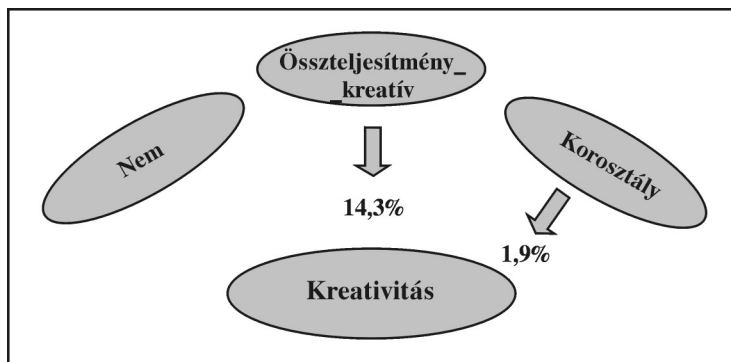 Összteljesítmény_
_kreatív
Nem
Korosztály
14,3%
1,9%
Kreativitás